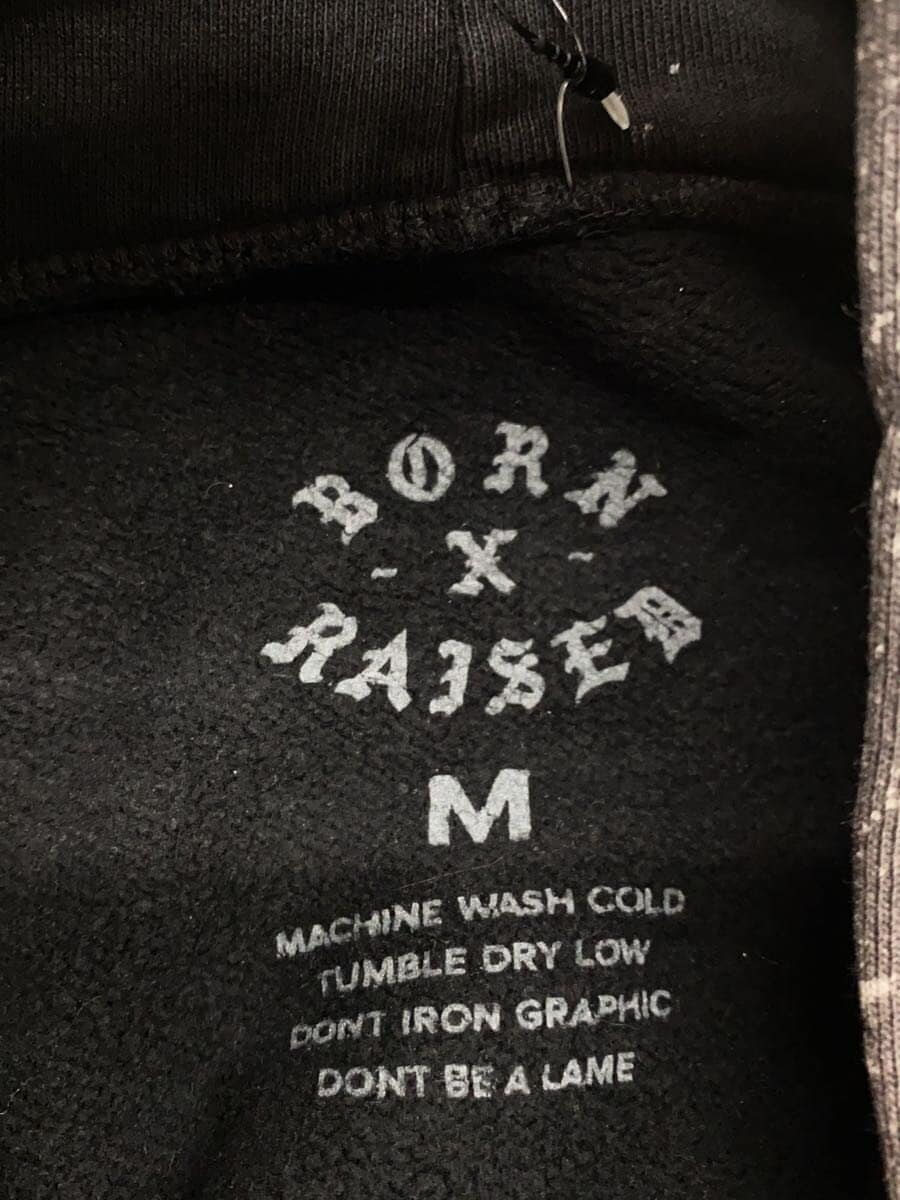 BORN
- X -
RAISED
M
MACHINE WASH COLD
TUMBLE DRY LOW
DONT IRON GRAPHIC
DONT BE A LAME